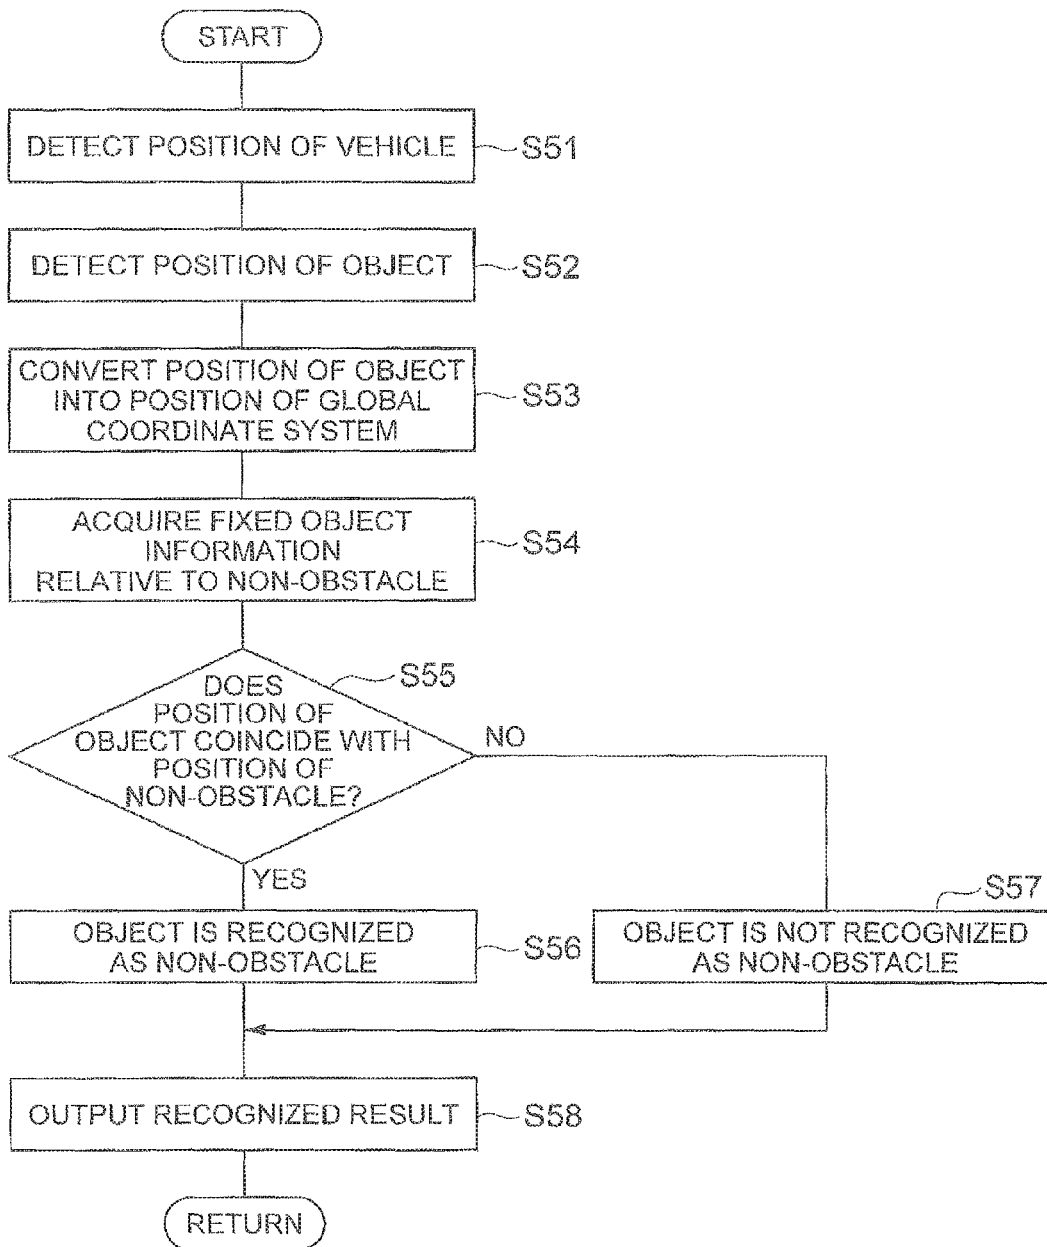 START
DETECT POSITION OF VEHICLE
S51
DETECT POSITION OF OBJECT
S52
CONVERT POSITION OF OBJECT
INTO POSITION OF GLOBAL
COORDINATE SYSTEM
S53
ACQUIRE FIXED OBJECT
INFORMATION
RELATIVE TO NON-OBSTACLE
S54
S55
DOES
POSITION OF
OBJECT COINCIDE WITH
POSITION OF
NON-OBSTACLE?
NO
YES
OBJECT IS RECOGNIZED
AS NON-OBSTACLE
S56
S57
OBJECT IS NOT RECOGNIZED
AS NON-OBSTACLE
OUTPUT RECOGNIZED RESULT
S58
RETURN